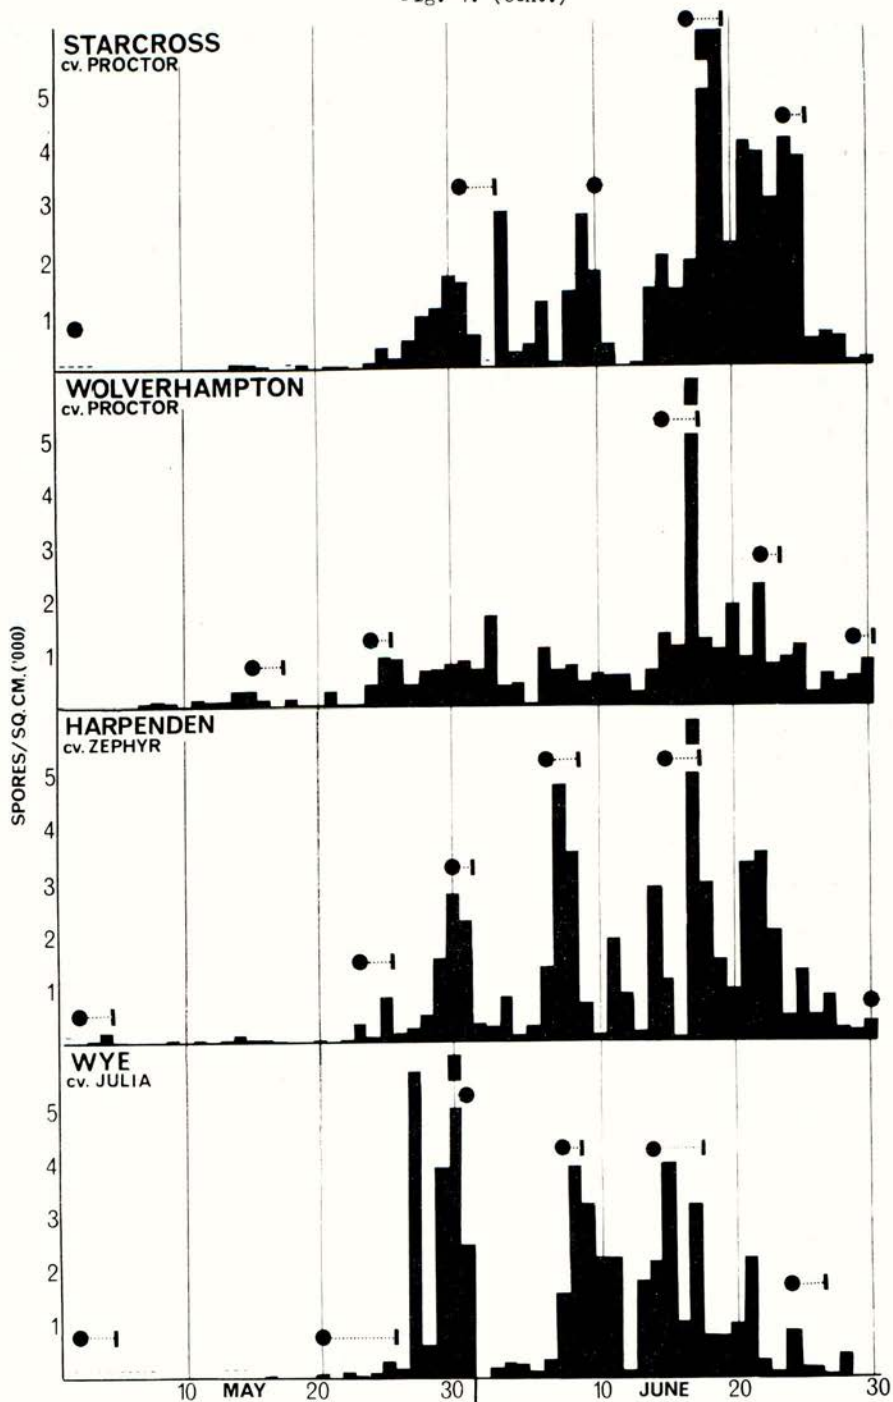 STARCROSS
cv. PROCTOR
5
4
3
2
1
WOLVERHAMPTON
cv. PROCTOR
5
4
3
2
1
HARPENDEN
cv. ZEPHYR
5
4
3
2
1
WYE
cv. JULIA
5
4
3
2
1
SPORES/SQ.CM.('000)
10 MAY 20 30 10 JUNE 20 30